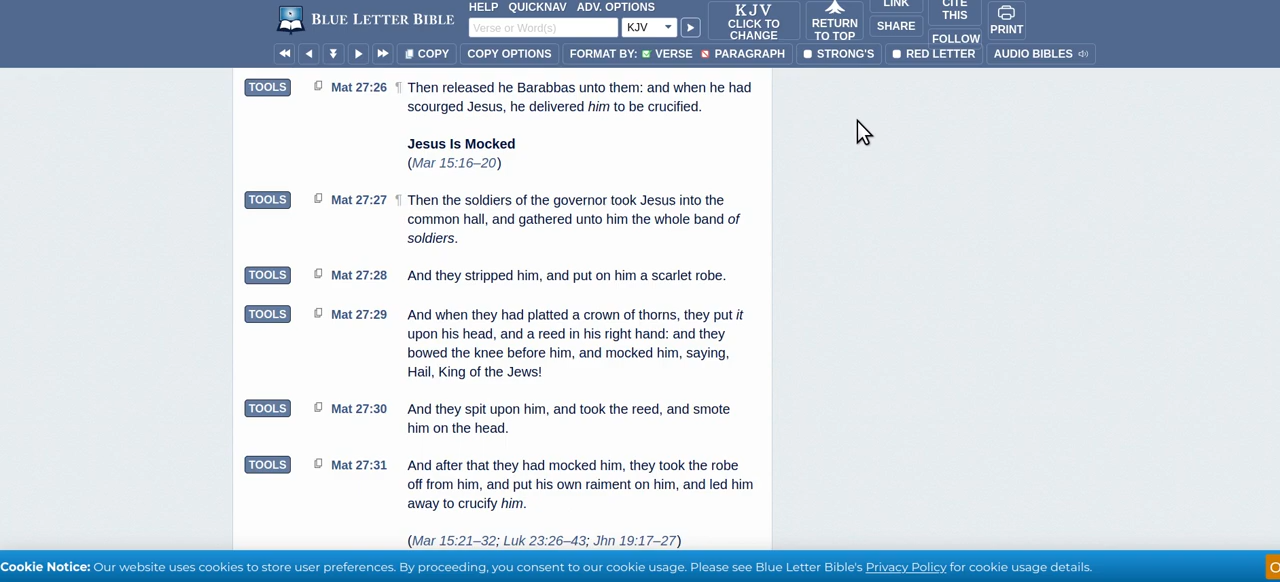 BLUE LETTER BIBLE
HELP QUICKNAV ADV. OPTIONS
Verse or Word(s)
KJV
KJV
CLICK TO
CHANGE
RETURN
TO TOP
LINK
SHARE
CITE
THIS
FOLLOW
PRINT
COPY COPY OPTIONS FORMAT BY: VERSE PARAGRAPH STRONG'S RED LETTER AUDIO BIBLES
TOOLS Mat 27:26 ¶ Then released he Barabbas unto them: and when he had
scourged Jesus, he delivered him to be crucified.
Jesus Is Mocked
(Mar 15:16–20)
TOOLS Mat 27:27 ¶ Then the soldiers of the governor took Jesus into the
common hall, and gathered unto him the whole band of
soldiers.
TOOLS Mat 27:28 And they stripped him, and put on him a scarlet robe.
TOOLS Mat 27:29 And when they had platted a crown of thorns, they put it
upon his head, and a reed in his right hand: and they
bowed the knee before him, and mocked him, saying,
Hail, King of the Jews!
TOOLS Mat 27:30 And they spit upon him, and took the reed, and smote
him on the head.
TOOLS Mat 27:31 And after that they had mocked him, they took the robe
off from him, and put his own raiment on him, and led him
away to crucify him.
(Mar 15:21–32; Luk 23:26–43; Jhn 19:17–27)
Cookie Notice: Our website uses cookies to store user preferences. By proceeding, you consent to our cookie usage. Please see Blue Letter Bible's Privacy Policy for cookie usage details.